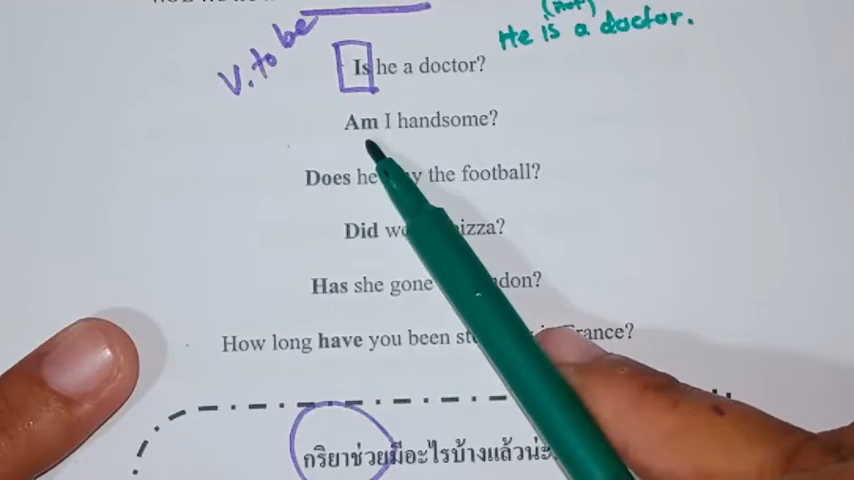 (not)
He is a doctor.
V. to be
Is he a doctor?
Am I handsome?
Does he the football?
Did pizza?
Has she gone
How long have you been France?
กริยาช่วยมีอะไรบ้างแล้วน่ะ